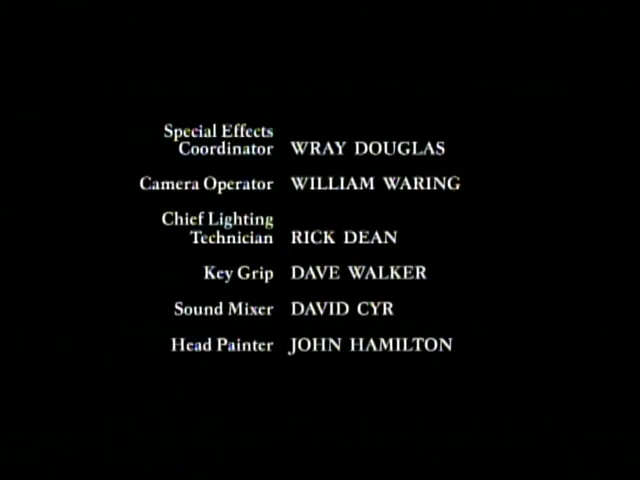 Special Effects
Coordinator WRAY DOUGLAS
Camera Operator WILLIAM WARING
Chief Lighting
Technician RICK DEAN
Key Grip DAVE WALKER
Sound Mixer DAVID CYR
Head Painter JOHN HAMILTON